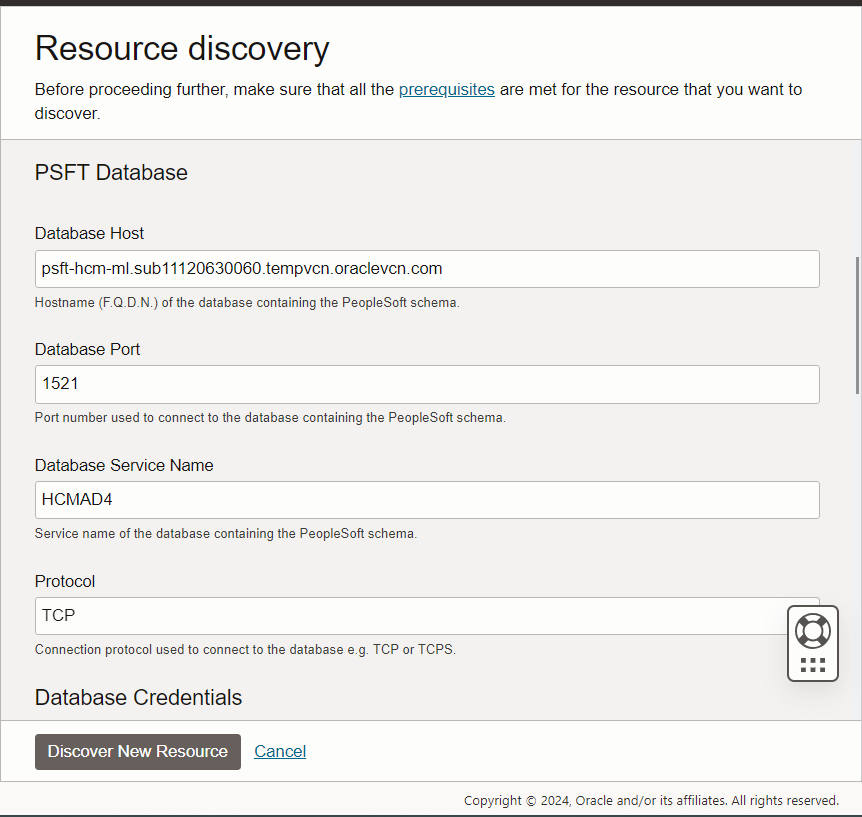 Resource discovery
Before proceeding further, make sure that all the prerequisites are met for the resource that you want to
discover.
PSFT Database
Database Host
psft-hcm-ml.sub11120630060.tempvcn.oraclevcn.com
Hostname (F.Q.D.N.) of the database containing the PeopleSoft schema.
Database Port
1521
Port number used to connect to the database containing the PeopleSoft schema.
Database Service Name
HCMAD4
Service name of the database containing the PeopleSoft schema.
Protocol
TCP
Connection protocol used to connect to the database e.g. TCP or TCPS.
Database Credentials
Discover New Resource Cancel
Copyright © 2024, Oracle and/or its affiliates. All rights reserved.